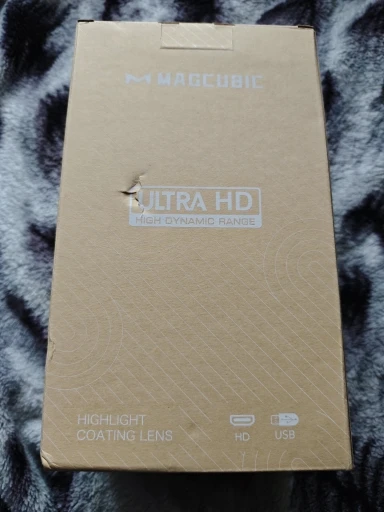 MAGCUBIC
ULTRA HD
HIGH DYNAMIC RANGE
HIGHLIGHT
COATING LENS
HD
USB